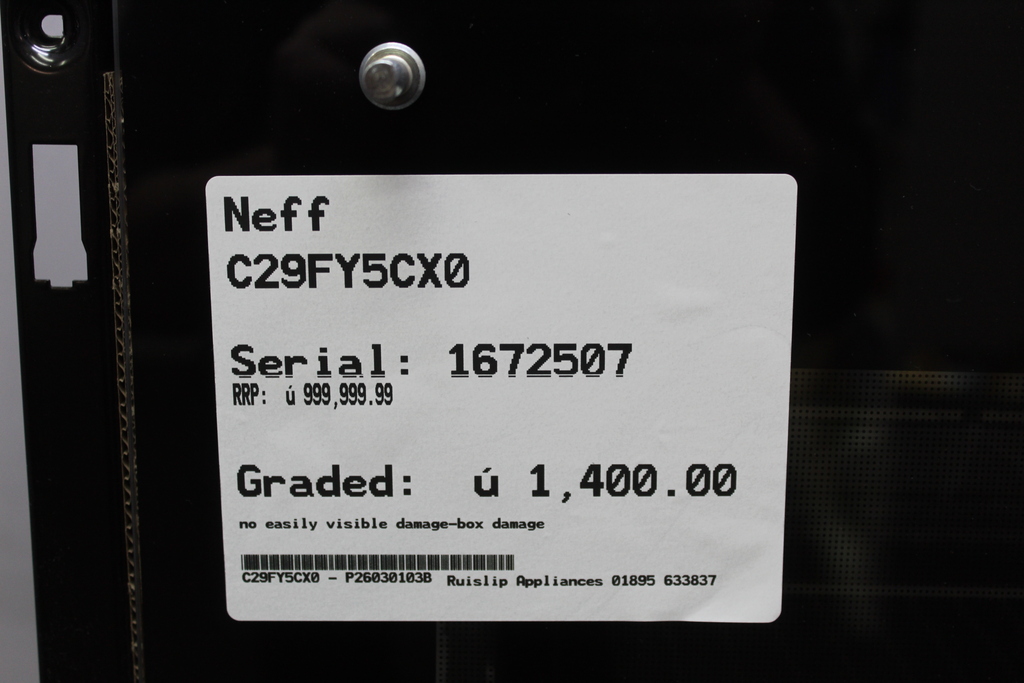 Neff
C29FY5CX0
Serial: 1672507
RRP: ú 999,999.99
Graded: ú 1,400.00
no easily visible damage-box damage
C29FY5CX0 - P26030103B Ruislip Appliances 01895 633837